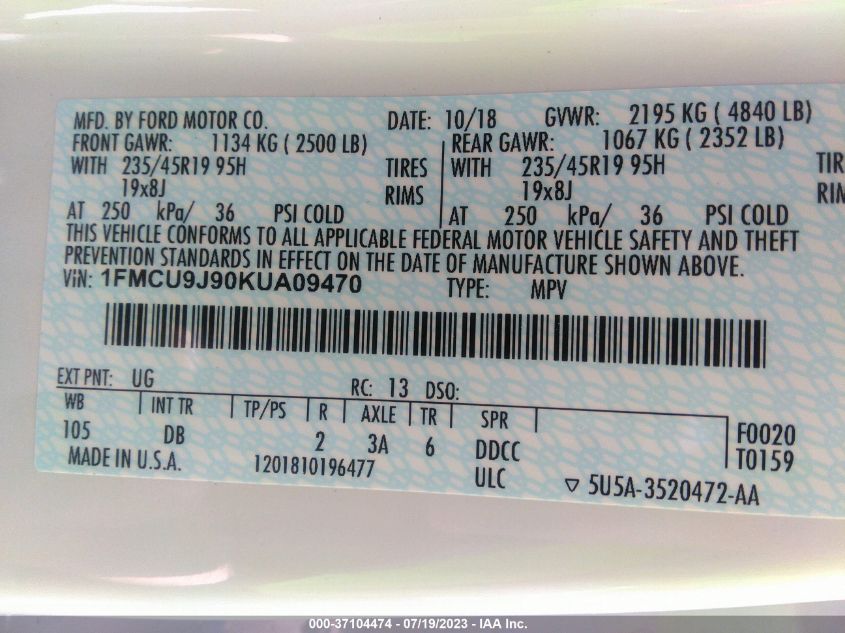 MFD. BY FORD MOTOR CO. DATE: 10/18 GVWR: 2195 KG ( 4840 LB)
FRONT GAWR: 1134 KG ( 2500 LB) REAR GAWR: 1067 KG ( 2352 LB)
WITH 235/45R19 95H TIRES WITH 235/45R19 95H TIR
19x8J RIMS 19x8J RIM
AT 250 kPa/ 36 PSI COLD AT 250 kPa/ 36 PSI COLD
THIS VEHICLE CONFORMS TO ALL APPLICABLE FEDERAL MOTOR VEHICLE SAFETY AND THEFT
PREVENTION STANDARDS IN EFFECT ON THE DATE OF MANUFACTURE SHOWN ABOVE.
VIN: 1FMCU9J90KUA09470 TYPE: MPV
EXT PNT: UG RC: 13 DSO:
WB INT TR TP/PS R AXLE TR SPR
105 DB 2 3A 6 DDCC F0020
MADE IN U.S.A. 1201810196477 ULC T0159
▽ 5U5A-3520472-AA
000-37104474 - 07/19/2023 - IAA Inc.